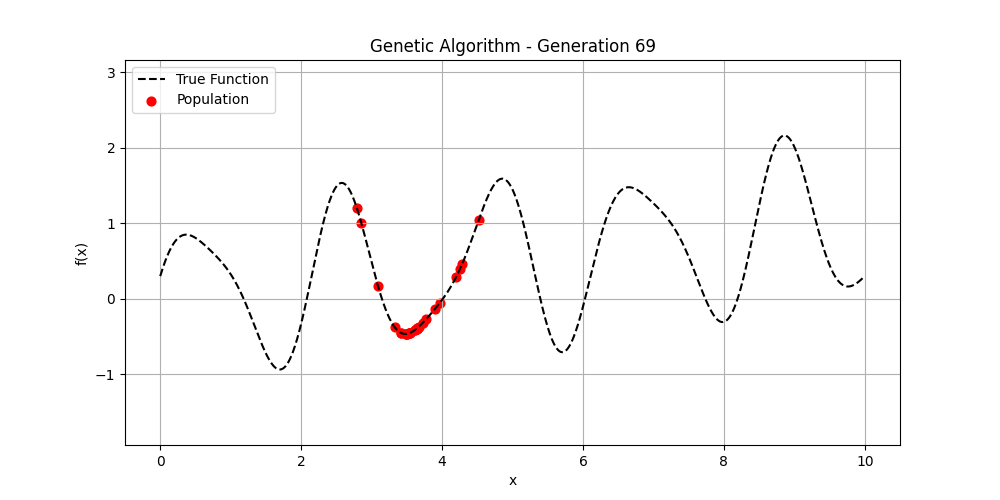 Genetic Algorithm - Generation 69
True Function
Population
f(x)
3
2
1
0
−1
0 2 4 6 8 10
x